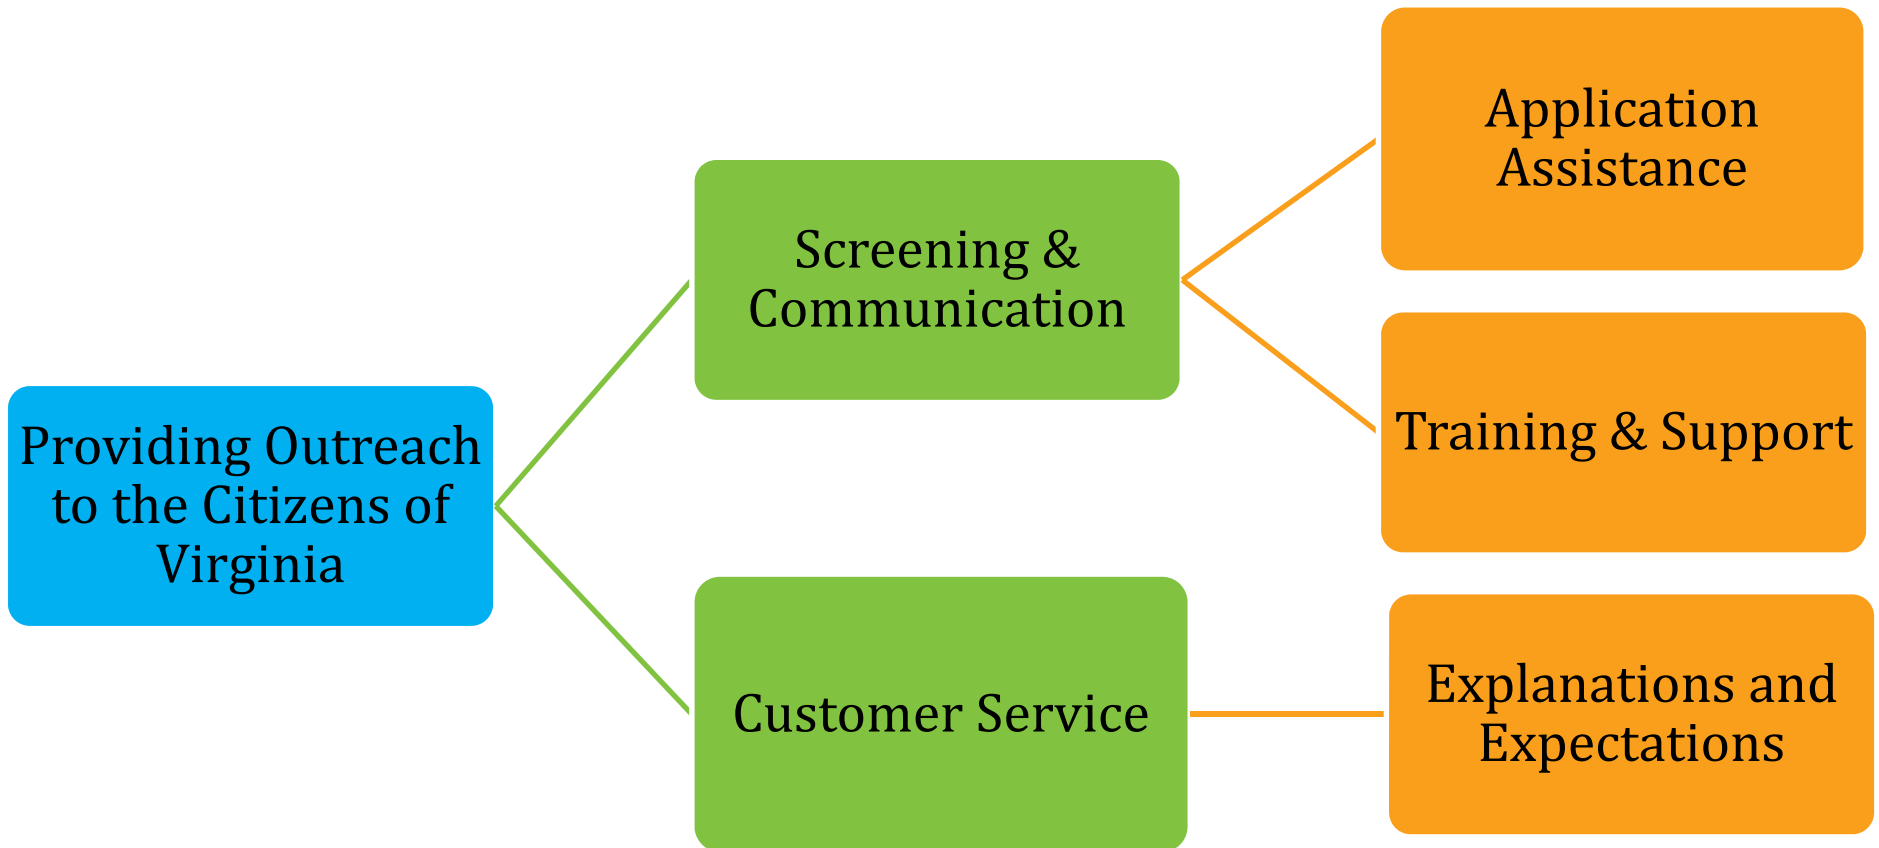 Providing Outreach
to the Citizens of
Virginia
Screening &
Communication
Customer Service
Application
Assistance
Training & Support
Explanations and
Expectations